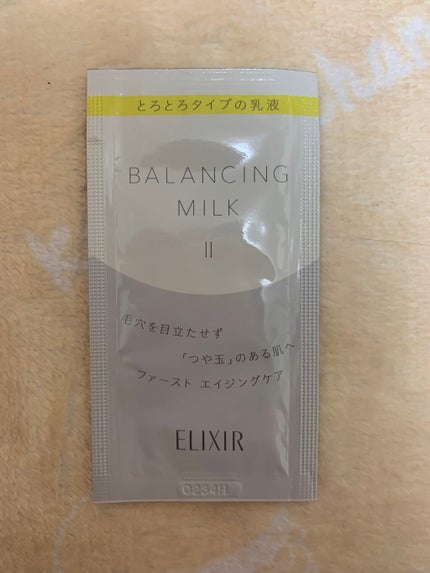 とろとろタイプの乳液
BALANCING
MILK
II
毛穴を目立たせず
「つや玉」のある肌へ
ファースト エイジングケア
ELIXIR
0234H